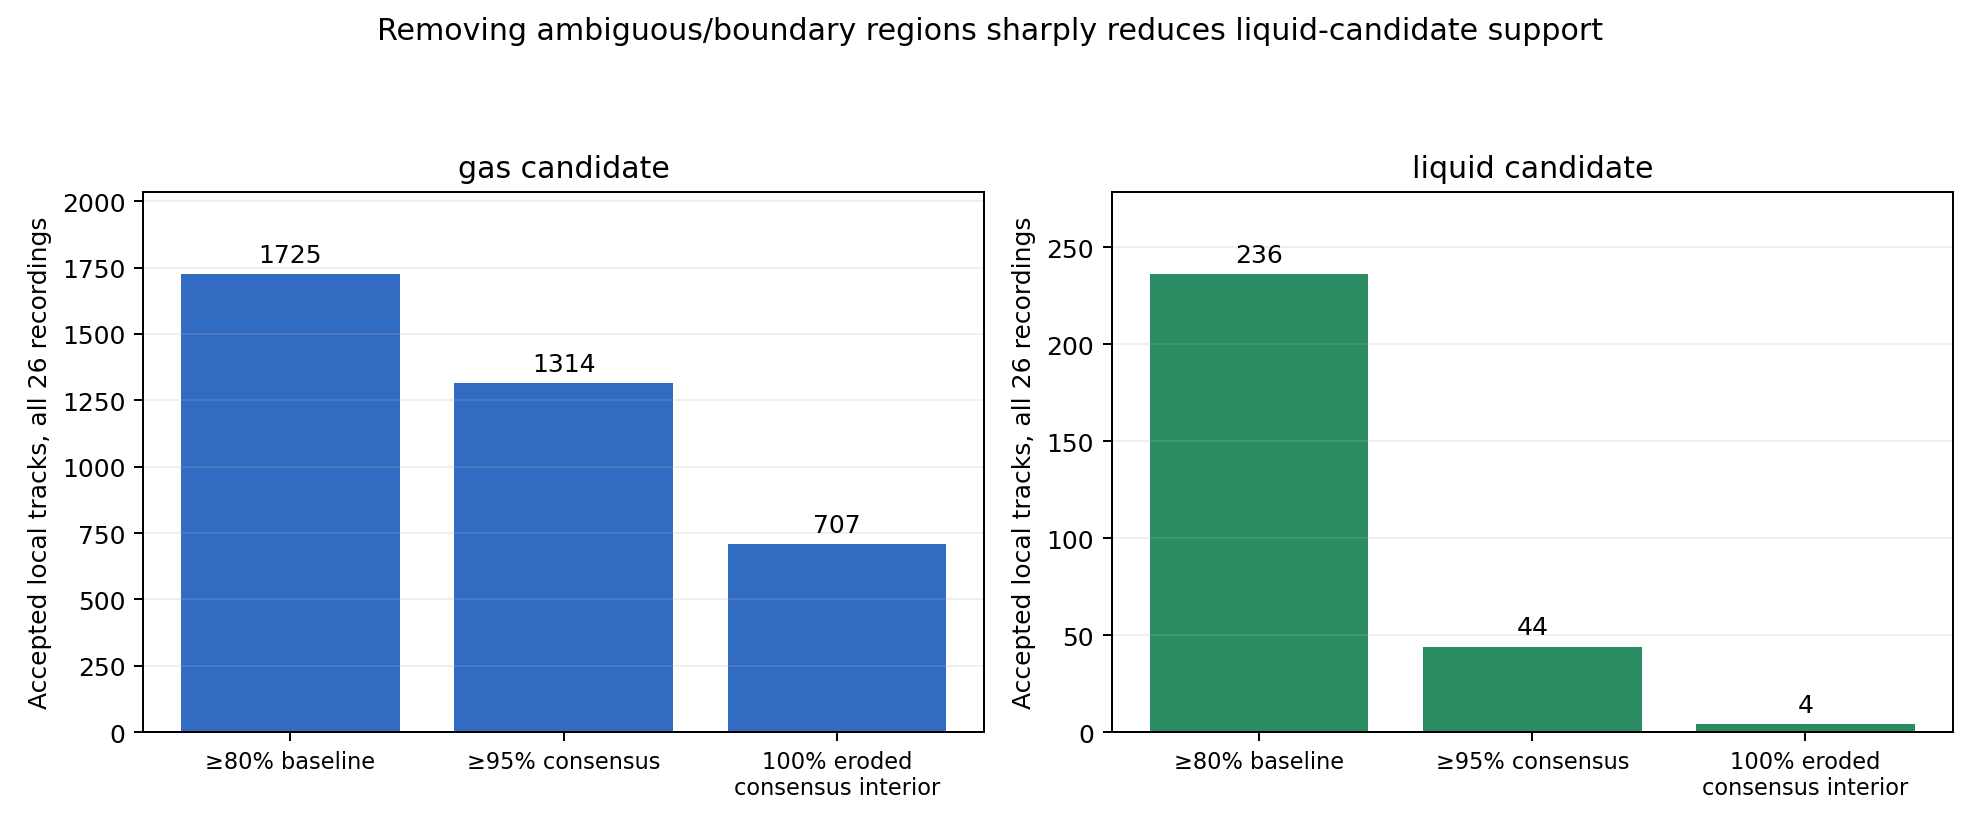 Removing ambiguous/boundary regions sharply reduces liquid-candidate support
gas candidate
Accepted local tracks, all 26 recordings
2000
1750
1500
1250
1000
750
500
250
0
1725
1314
707
≥80% baseline
≥95% consensus
100% eroded
consensus interior
liquid candidate
Accepted local tracks, all 26 recordings
250
200
150
100
50
0
236
44
4
≥80% baseline
≥95% consensus
100% eroded
consensus interior